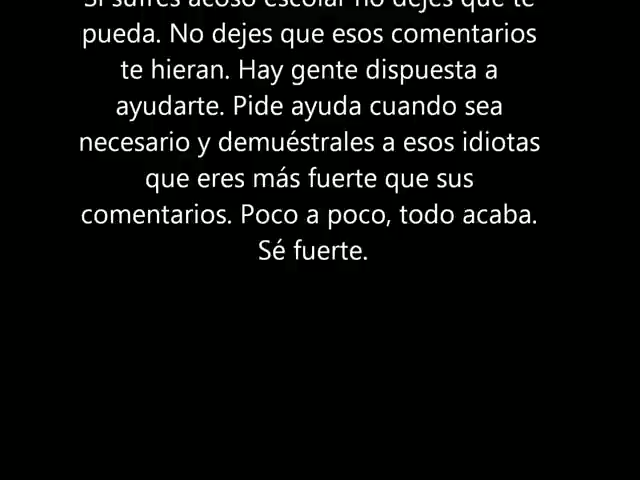 Si sufres acoso escolar no dejes que te
pueda. No dejes que esos comentarios
te hieran. Hay gente dispuesta a
ayudarte. Pide ayuda cuando sea
necesario y demuéstrales a esos idiotas
que eres más fuerte que sus
comentarios. Poco a poco, todo acaba.
Sé fuerte.